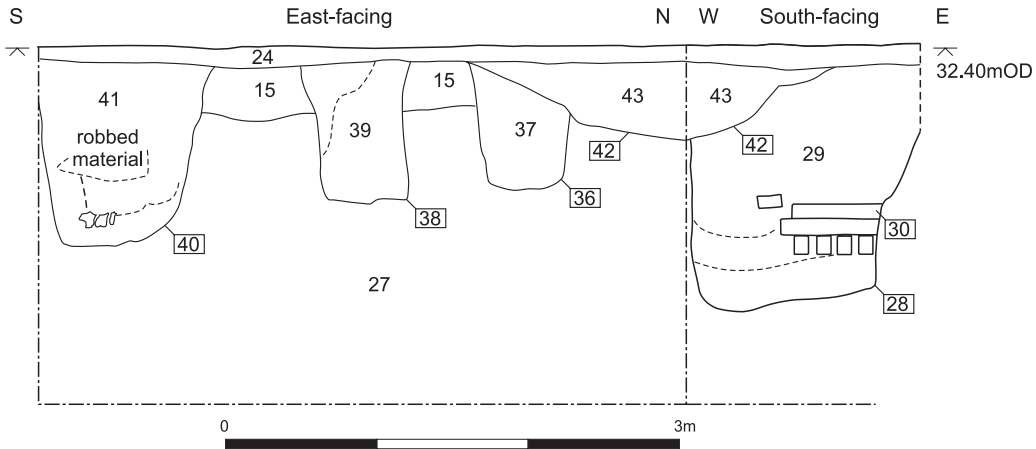 S East-facing N W South-facing E
32.40mOD
24
15 15
41 43 43
39 37
robbed
material
42 42 29
36
38 30
40
27
28
0 3m